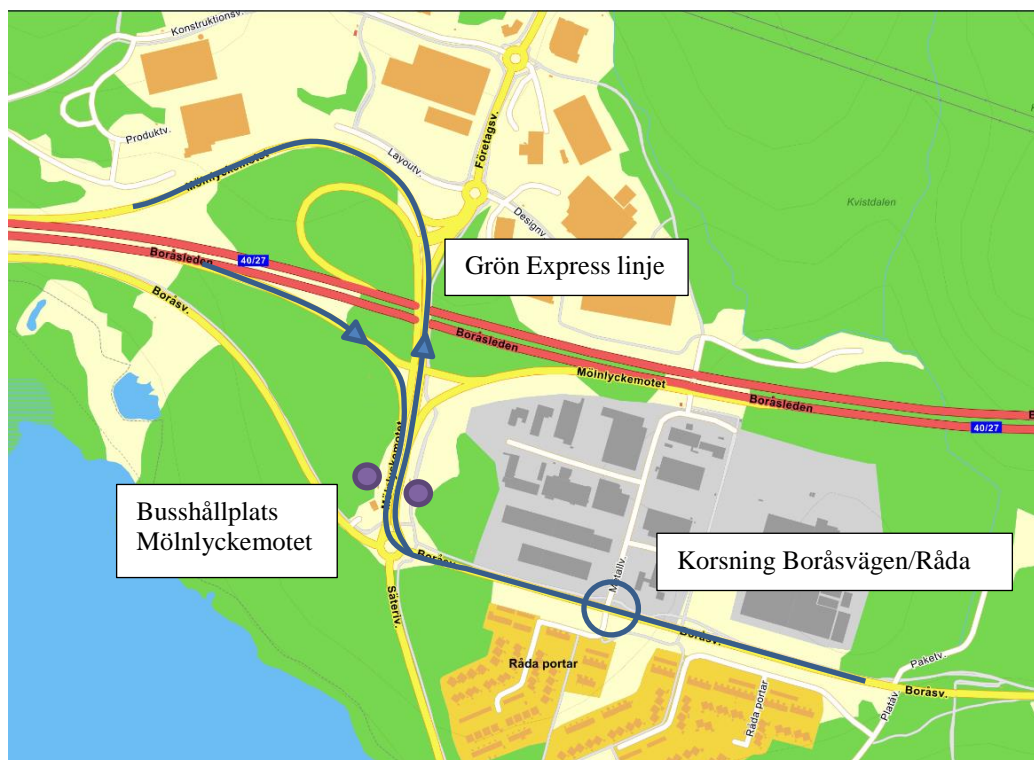 Konstruktionsv.
Produktv.
Mölnlyckemotet
Layoutv.
Företagsv.
Designv.
Kvistdalen
Grön Express linje
Boråsleden
40/27
Boråsv.
Boråsleden
Mölnlyckemotet
Boråsleden
40/27
Mölnlyckemotet
Busshållplats
Mölnlyckemotet
Korsning Boråsvägen/Råda
Boråsv.
Metallv.
Säteriv.
Boråsv.
Råda portar
Råda portar
Paketv.
Platåv.
Boråsv.